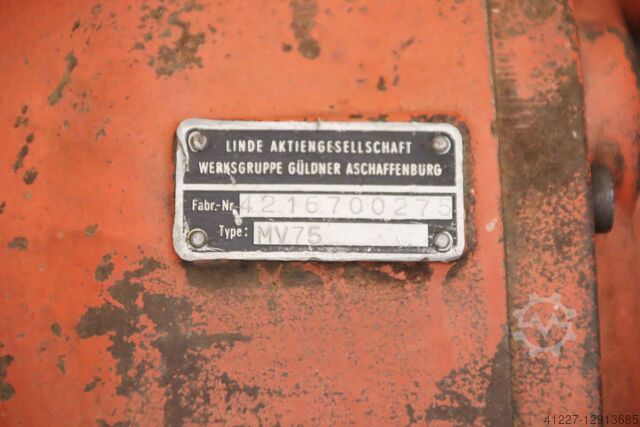 LINDE AKTIENGESELLSCHAFT
WERKSGRUPPE GÜLDNER ASCHAFFENBURG
Fabr.-Nr. 4216700275
Type: MV75
41227-12913685